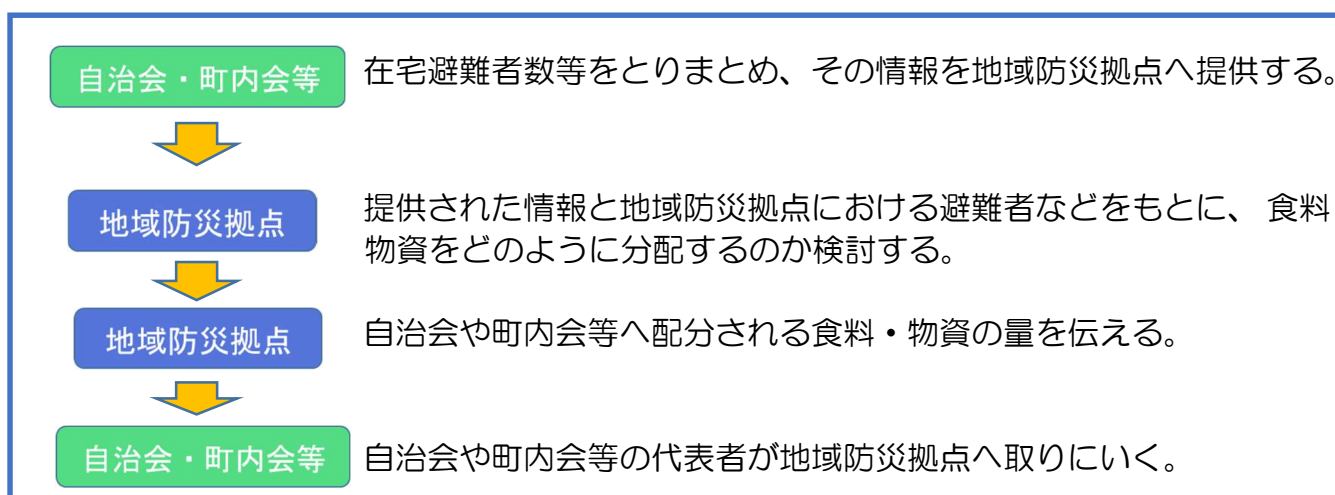 自治会・町内会等
在宅避難者数等をとりまとめ、その情報を地域防災拠点へ提供する。
地域防災拠点
提供された情報と地域防災拠点における避難者などをもとに、 食料
物資をどのように分配するのか検討する。
地域防災拠点
自治会や町内会等へ配分される食料・物資の量を伝える。
自治会・町内会等
自治会や町内会等の代表者が地域防災拠点へ取りにいく。